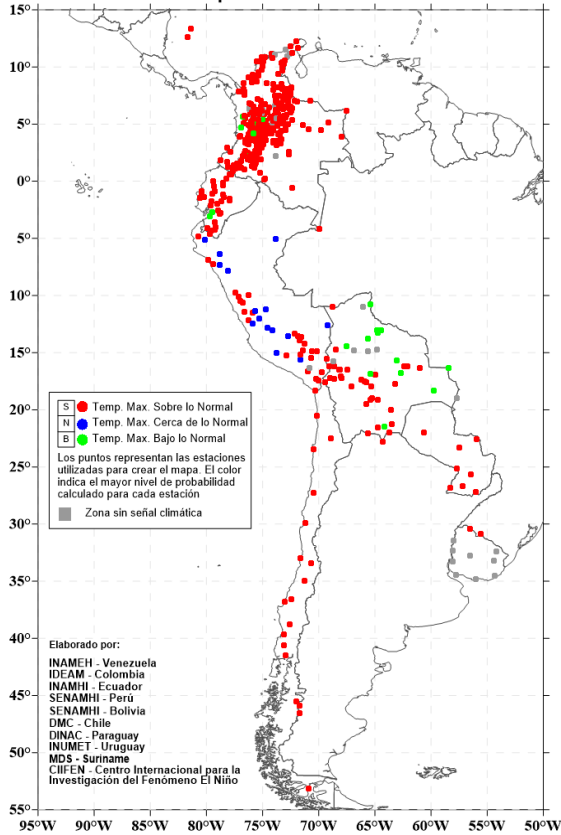 15°
10°
5°
0°
5°
10°
15°
20°
25°
30°
35°
40°
45°
50°
55°
S Temp. Max. Sobre lo Normal
N Temp. Max. Cerca de lo Normal
B Temp. Max. Bajo lo Normal
Los puntos representan las estaciones
utilizadas para crear el mapa. El color
indica el mayor nivel de probabilidad
calculado para cada estación
Zona sin señal climática
Elaborado por:
INAMEH - Venezuela
IDEAM - Colombia
INAMHI - Ecuador
SENAMHI - Perú
SENAMHI - Bolivia
DMC - Chile
DINAC - Paraguay
INUMET - Uruguay
MDS - Suriname
CIIFEN - Centro Internacional para la
Investigación del Fenómeno El Niño
95°W 90°W 85°W 80°W 75°W 70°W 65°W 60°W 55°W 50°W